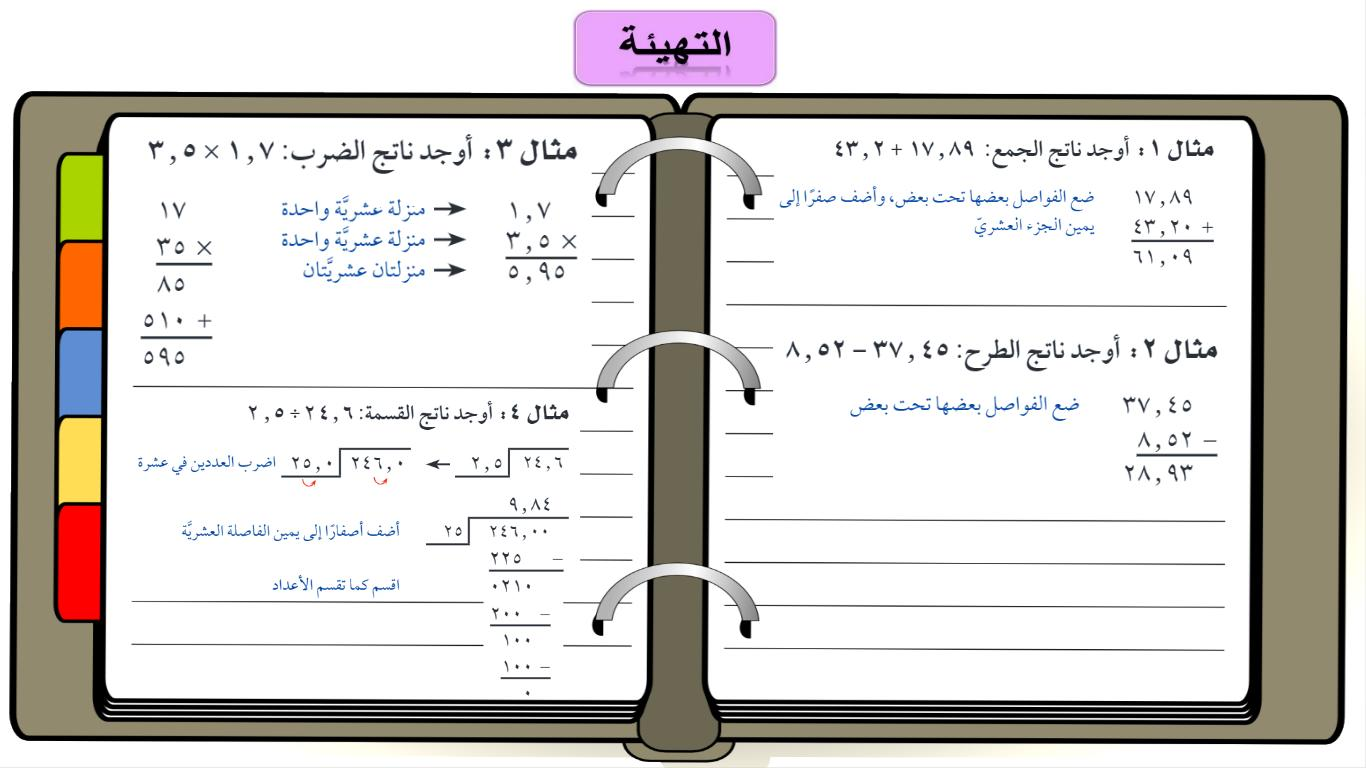 التهيئة
مثال ١ : أوجد ناتج الجمع: ١٧,٨٩ + ٤٣,٢
١٧,٨٩
ضع الفواصل بعضها تحت بعض، وأضف صفرًا إلى
+ ٤٣,٢٠
يمين الجزء العشريّ
٦١,٠٩
مثال ٢ : أوجد ناتج الطرح: ٣٧,٤٥ – ٨,٥٢
٣٧,٤٥
ضع الفواصل بعضها تحت بعض
– ٨,٥٢
٢٨,٩٣
مثال ٣ : أوجد ناتج الضرب: ١,٧ × ٣,٥
١,٧ ← منزلة عشريَّة واحدة ١٧
× ٣,٥ ← منزلة عشريَّة واحدة × ٣٥
٥,٩٥ ← منزلتان عشريَّتان ٨٥
+ ٥١٠
٥٩٥
مثال ٤ : أوجد ناتج القسمة: ٢٤,٦ ÷ ٢,٥
٢٤,٦ ٢,٥ ← ٢٤٦,٠ ٢٥,٠ اضرب العددين في عشرة
٩,٨٤
٢٤٦,٠٠ ٢٥ أضف أصفارًا إلى يمين الفاصلة العشريَّة
– ٢٢٥
٠٢١٠ اقسم كما تقسم الأعداد
– ٢٠٠
١٠٠
– ١٠٠
٠